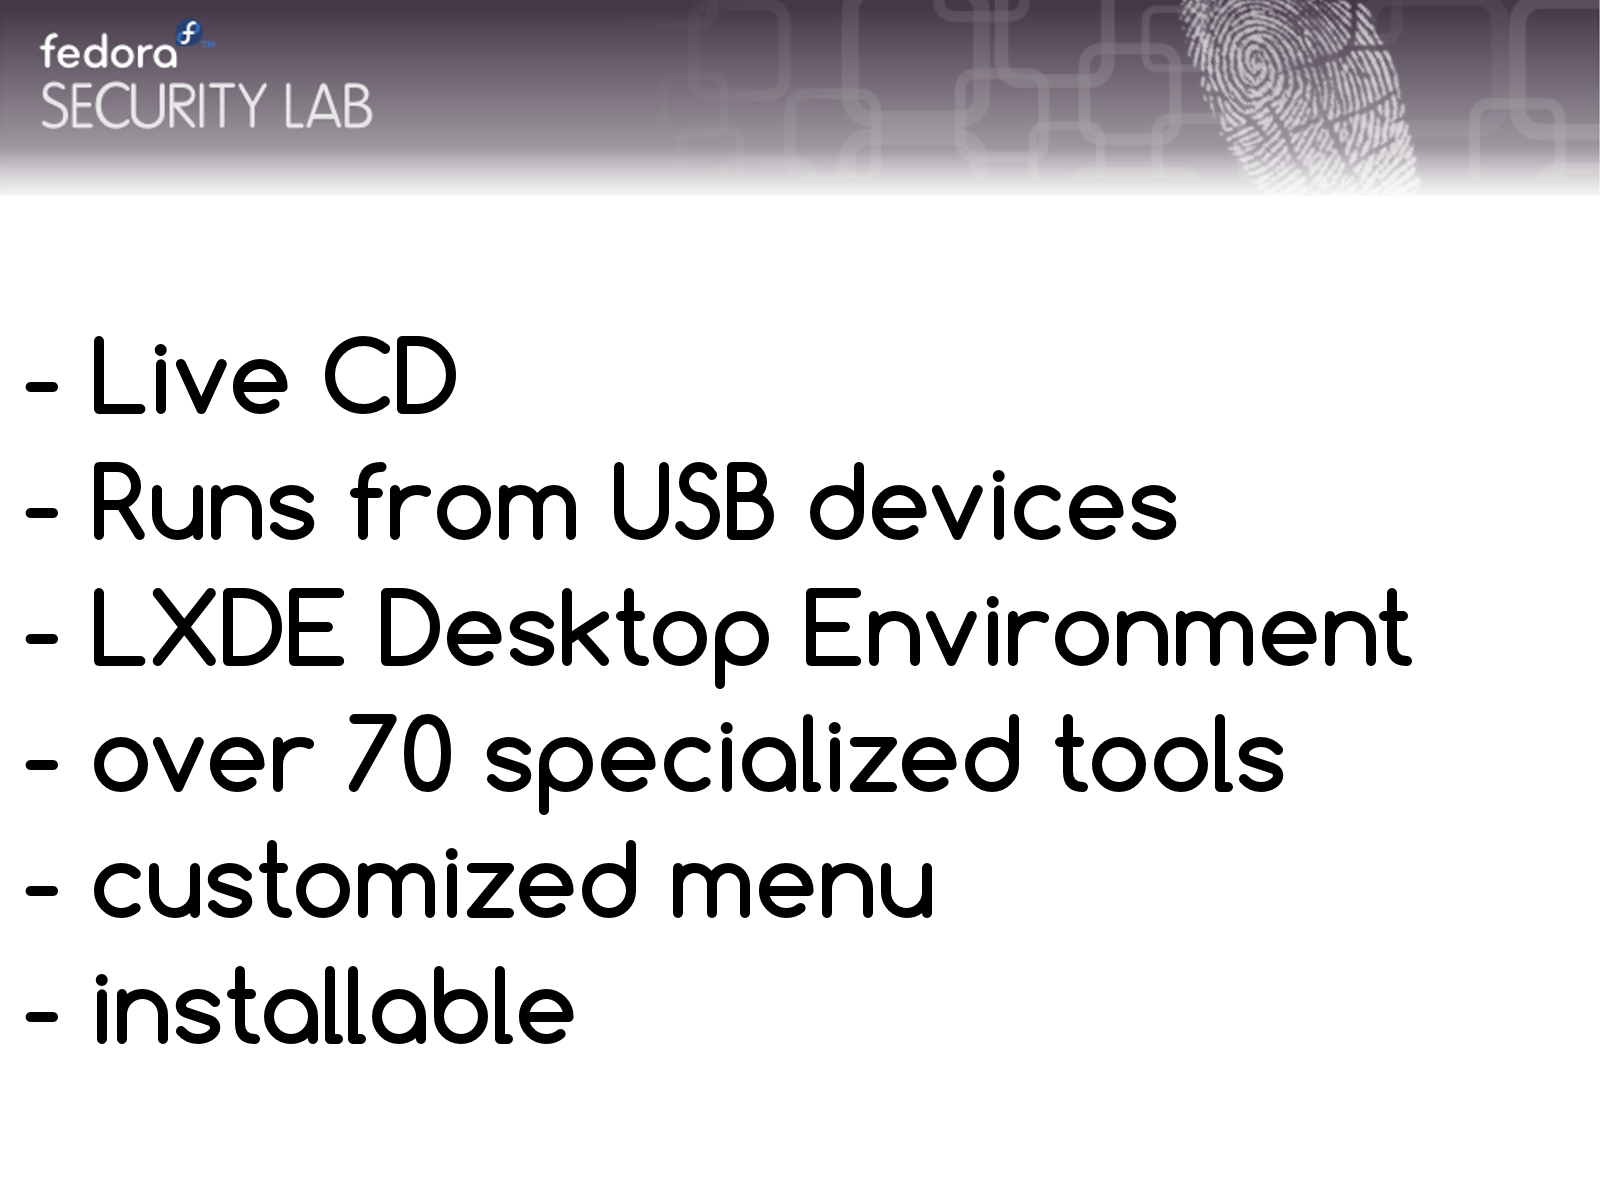 fedora™
SECURITY LAB
- Live CD
- Runs from USB devices
- LXDE Desktop Environment
- over 70 specialized tools
- customized menu
- installable